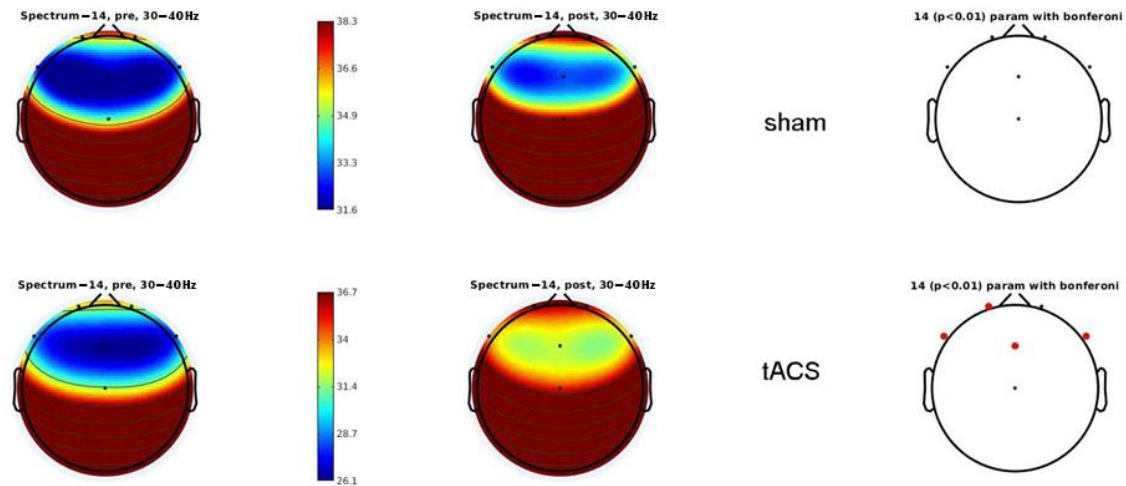 Spectrum−14, pre, 30−40Hz
38.3
36.6
34.9
33.3
31.6
Spectrum−14, post, 30−40Hz
sham
14 (p<0.01) param with bonferoni
Spectrum−14, pre, 30−40Hz
36.7
34
31.4
28.7
26.1
Spectrum−14, post, 30−40Hz
tACS
14 (p<0.01) param with bonferoni